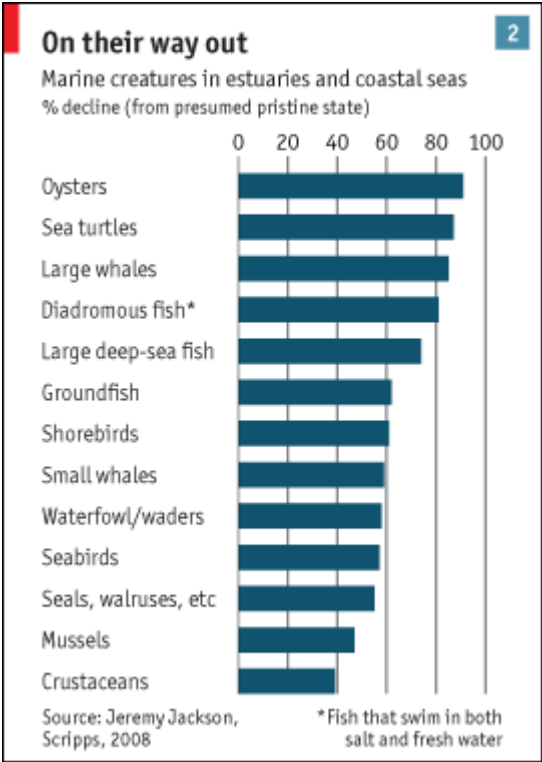 On their way out
2
Marine creatures in estuaries and coastal seas
% decline (from presumed pristine state)
0 20 40 60 80 100
Oysters
Sea turtles
Large whales
Diadromous fish*
Large deep-sea fish
Groundfish
Shorebirds
Small whales
Waterfowl/waders
Seabirds
Seals, walruses, etc
Mussels
Crustaceans
Source: Jeremy Jackson,
Scripps, 2008
*Fish that swim in both
salt and fresh water